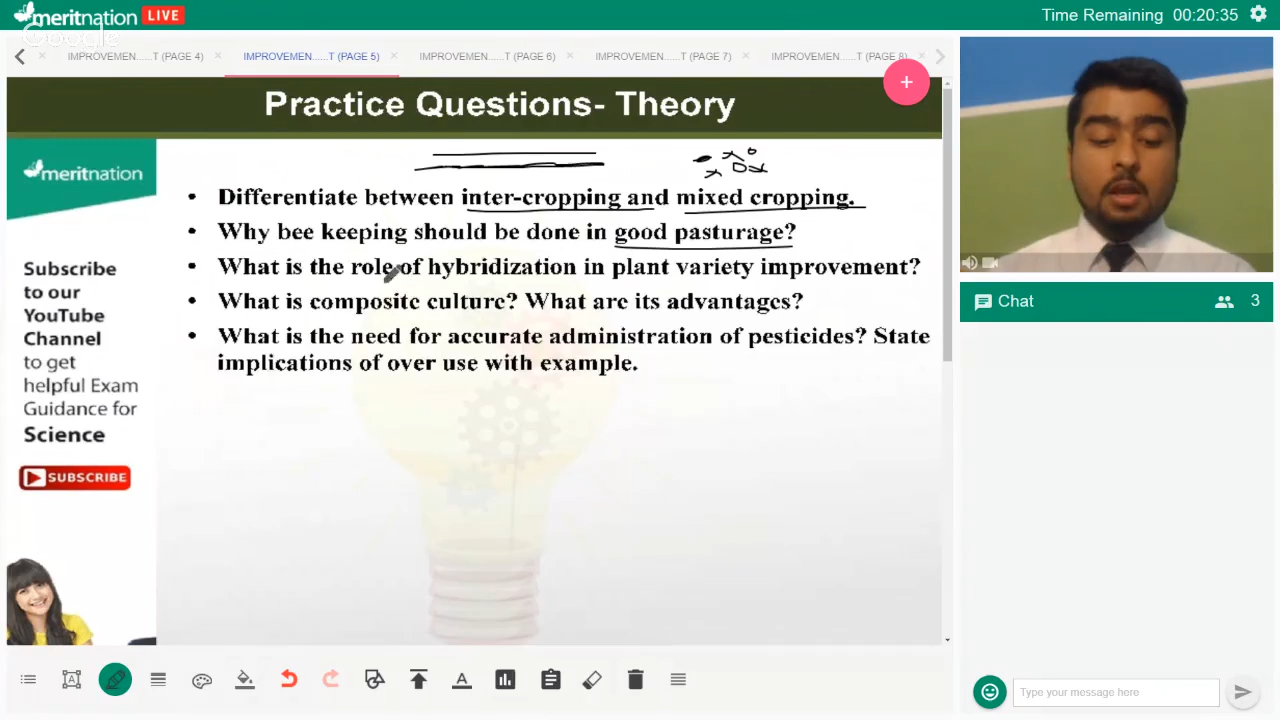 meritnation LIVE
Google
Time Remaining 00:20:35
IMPROVEMEN......T (PAGE 4) × IMPROVEMEN......T (PAGE 5) × IMPROVEMEN......T (PAGE 6) × IMPROVEMEN......T (PAGE 7) × IMPROVEMEN......T (PAGE 8)
+
Practice Questions- Theory
meritnation
• Differentiate between inter-cropping and mixed cropping.
• Why bee keeping should be done in good pasturage?
• What is the role of hybridization in plant variety improvement?
• What is composite culture? What are its advantages?
• What is the need for accurate administration of pesticides? State
implications of over use with example.
Subscribe
to our
YouTube
Channel
to get
helpful Exam
Guidance for
Science
SUBSCRIBE
Chat 3
A A
Type your message here